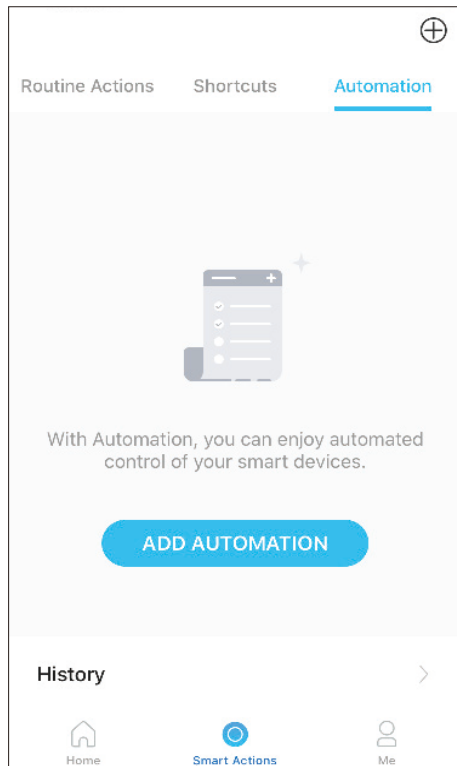 Routine Actions Shortcuts Automation
With Automation, you can enjoy automated
control of your smart devices.
ADD AUTOMATION
History
Home Smart Actions Me